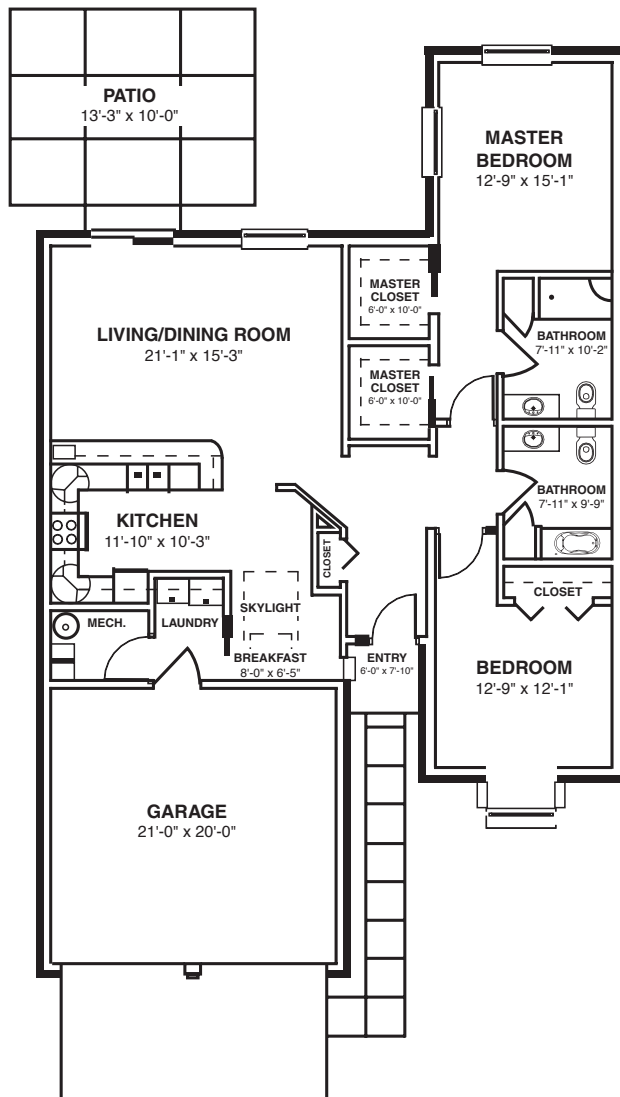 PATIO
13'-3" x 10'-0"
MASTER
BEDROOM
12'-9" x 15'-1"
MASTER
CLOSET
6'-0" x 10'-0"
LIVING/DINING ROOM
21'-1" x 15'-3"
BATHROOM
7'-11" x 10'-2"
MASTER
CLOSET
6'-0" x 10'-0"
BATHROOM
7'-11" x 9'-9"
KITCHEN
11'-10" x 10'-3"
CLOSET
CLOSET
SKYLIGHT
MECH.
LAUNDRY
BREAKFAST
8'-0" x 6'-5"
ENTRY
6'-0" x 7'-10"
BEDROOM
12'-9" x 12'-1"
GARAGE
21'-0" x 20'-0"